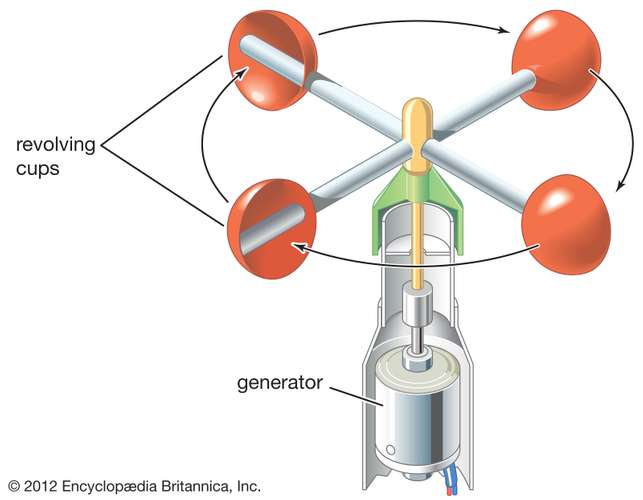 revolving
cups
generator
© 2012 Encyclopædia Britannica, Inc.